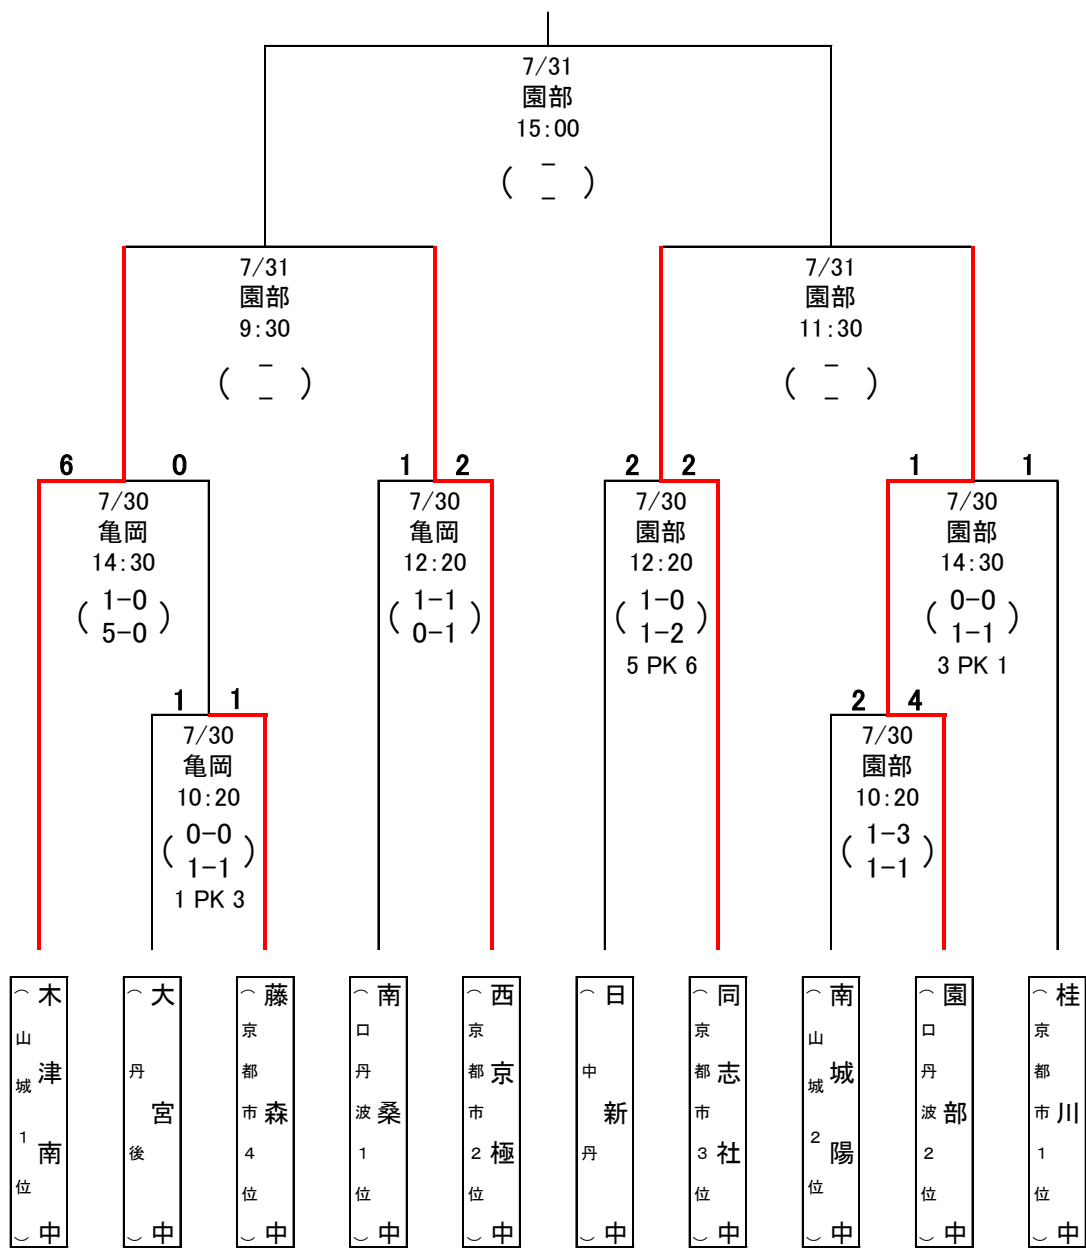 7/31
園部
15:00
( - - )
7/31
園部
9:30
( - - )
7/31
園部
11:30
( - - )
6 0
7/30
亀岡
14:30
( 1-0
5-0 )
1 2
7/30
亀岡
12:20
( 1-1
0-1 )
2 2
7/30
園部
12:20
( 1-0
1-2 )
5 PK 6
1 1
7/30
園部
14:30
( 0-0
1-1 )
3 PK 1
1 1
7/30
亀岡
10:20
( 0-0
1-1 )
1 PK 3
2 4
7/30
園部
10:20
( 1-3
1-1 )
木津南中
(山城1位)
大宮中
(丹後)
藤森中
(京都市4位)
南桑中
(口丹波1位)
西京極中
(京都市2位)
日新中
(中丹)
同志社中
(京都市3位)
南城陽中
(山城2位)
園部中
(口丹波2位)
桂川中
(京都市1位)